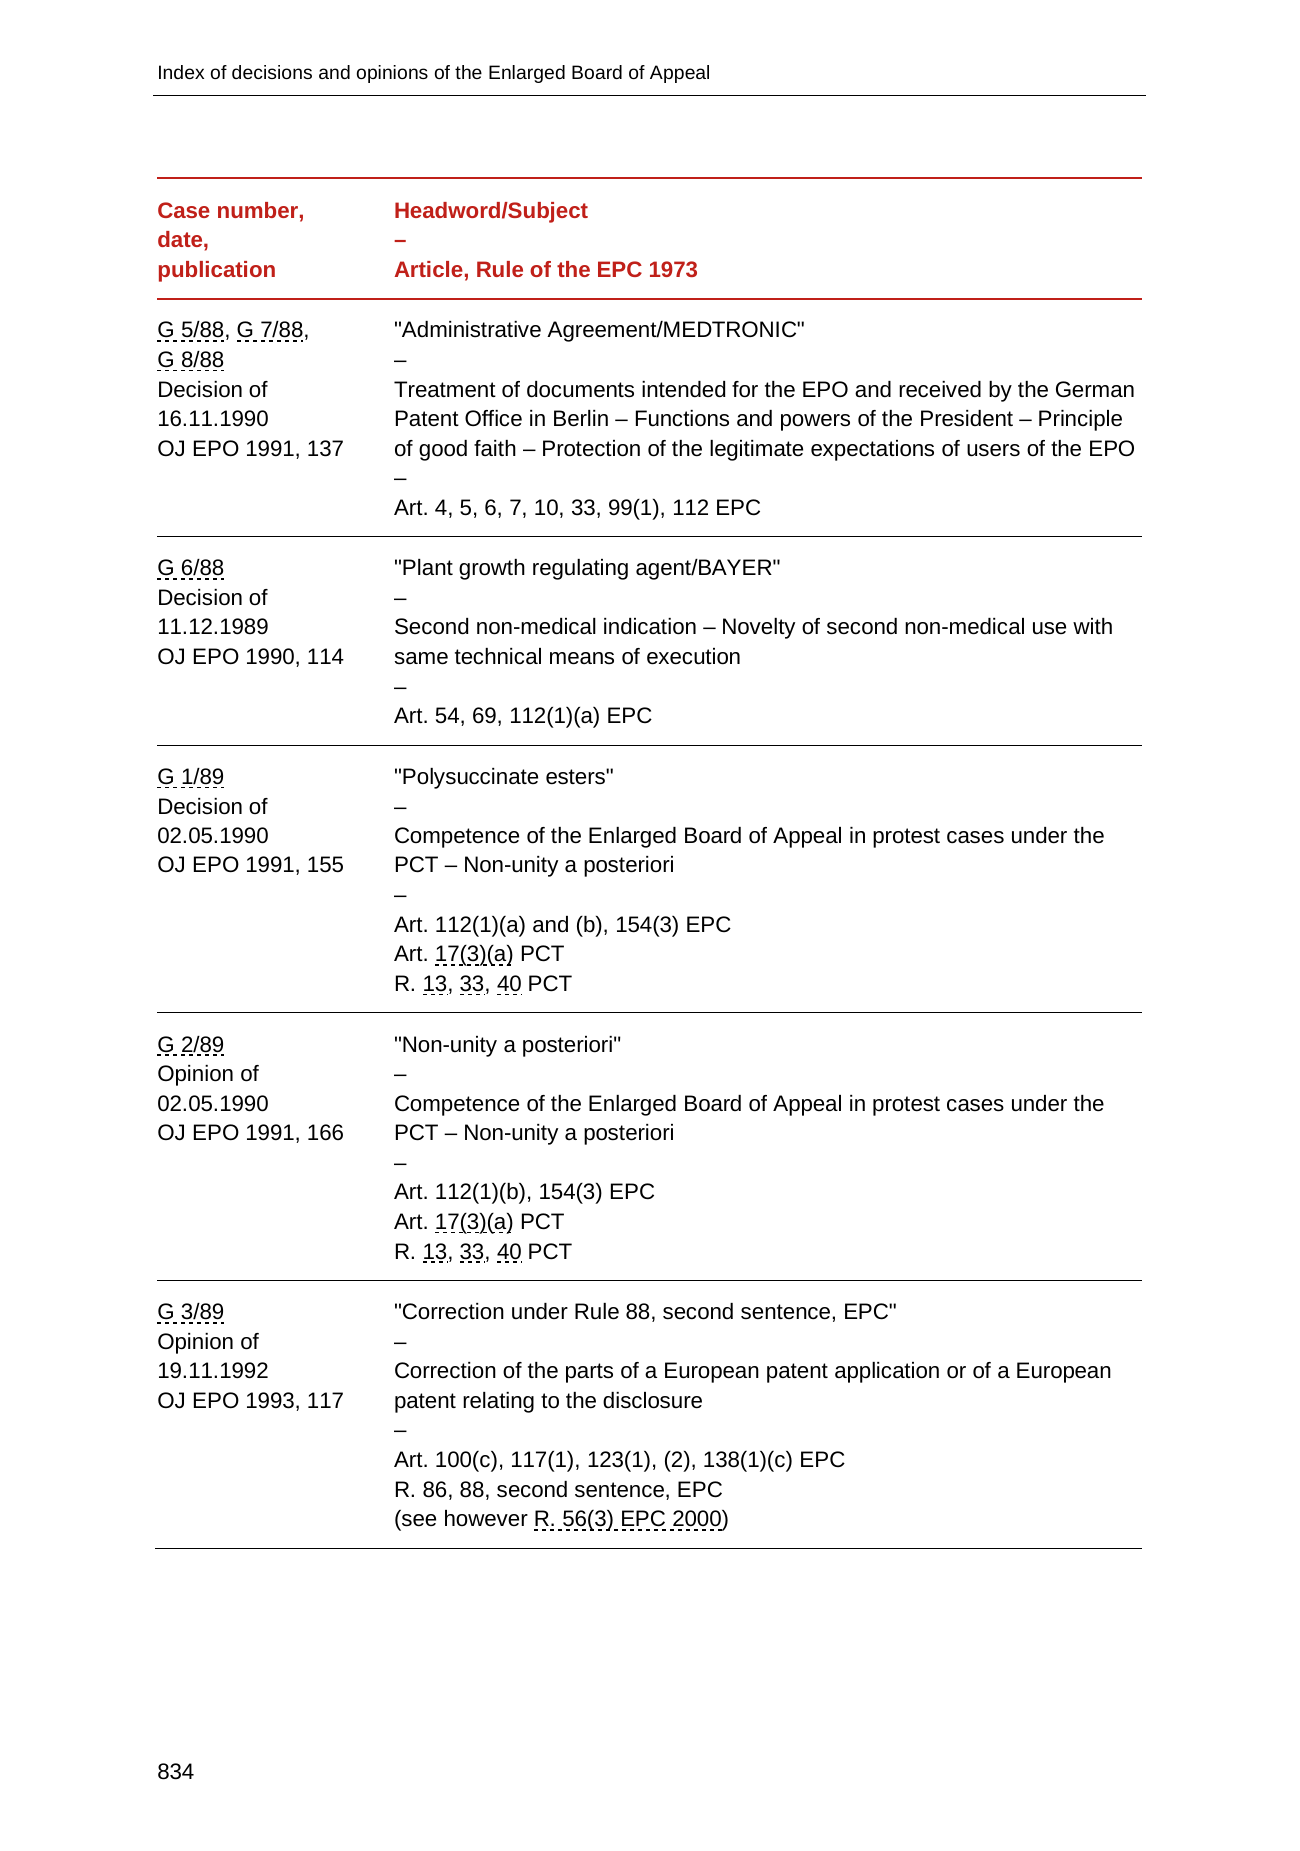 Index of decisions and opinions of the Enlarged Board of Appeal
Case number,
date,
publication
Headword/Subject
–
Article, Rule of the EPC 1973
G 5/88, G 7/88,
G 8/88
Decision of
16.11.1990
OJ EPO 1991, 137
"Administrative Agreement/MEDTRONIC"
–
Treatment of documents intended for the EPO and received by the German
Patent Office in Berlin – Functions and powers of the President – Principle
of good faith – Protection of the legitimate expectations of users of the EPO
–
Art. 4, 5, 6, 7, 10, 33, 99(1), 112 EPC
G 6/88
Decision of
11.12.1989
OJ EPO 1990, 114
"Plant growth regulating agent/BAYER"
–
Second non-medical indication – Novelty of second non-medical use with
same technical means of execution
–
Art. 54, 69, 112(1)(a) EPC
G 1/89
Decision of
02.05.1990
OJ EPO 1991, 155
"Polysuccinate esters"
–
Competence of the Enlarged Board of Appeal in protest cases under the
PCT – Non-unity a posteriori
–
Art. 112(1)(a) and (b), 154(3) EPC
Art. 17(3)(a) PCT
R. 13, 33, 40 PCT
G 2/89
Opinion of
02.05.1990
OJ EPO 1991, 166
"Non-unity a posteriori"
–
Competence of the Enlarged Board of Appeal in protest cases under the
PCT – Non-unity a posteriori
–
Art. 112(1)(b), 154(3) EPC
Art. 17(3)(a) PCT
R. 13, 33, 40 PCT
G 3/89
Opinion of
19.11.1992
OJ EPO 1993, 117
"Correction under Rule 88, second sentence, EPC"
–
Correction of the parts of a European patent application or of a European
patent relating to the disclosure
–
Art. 100(c), 117(1), 123(1), (2), 138(1)(c) EPC
R. 86, 88, second sentence, EPC
(see however R. 56(3) EPC 2000)
834